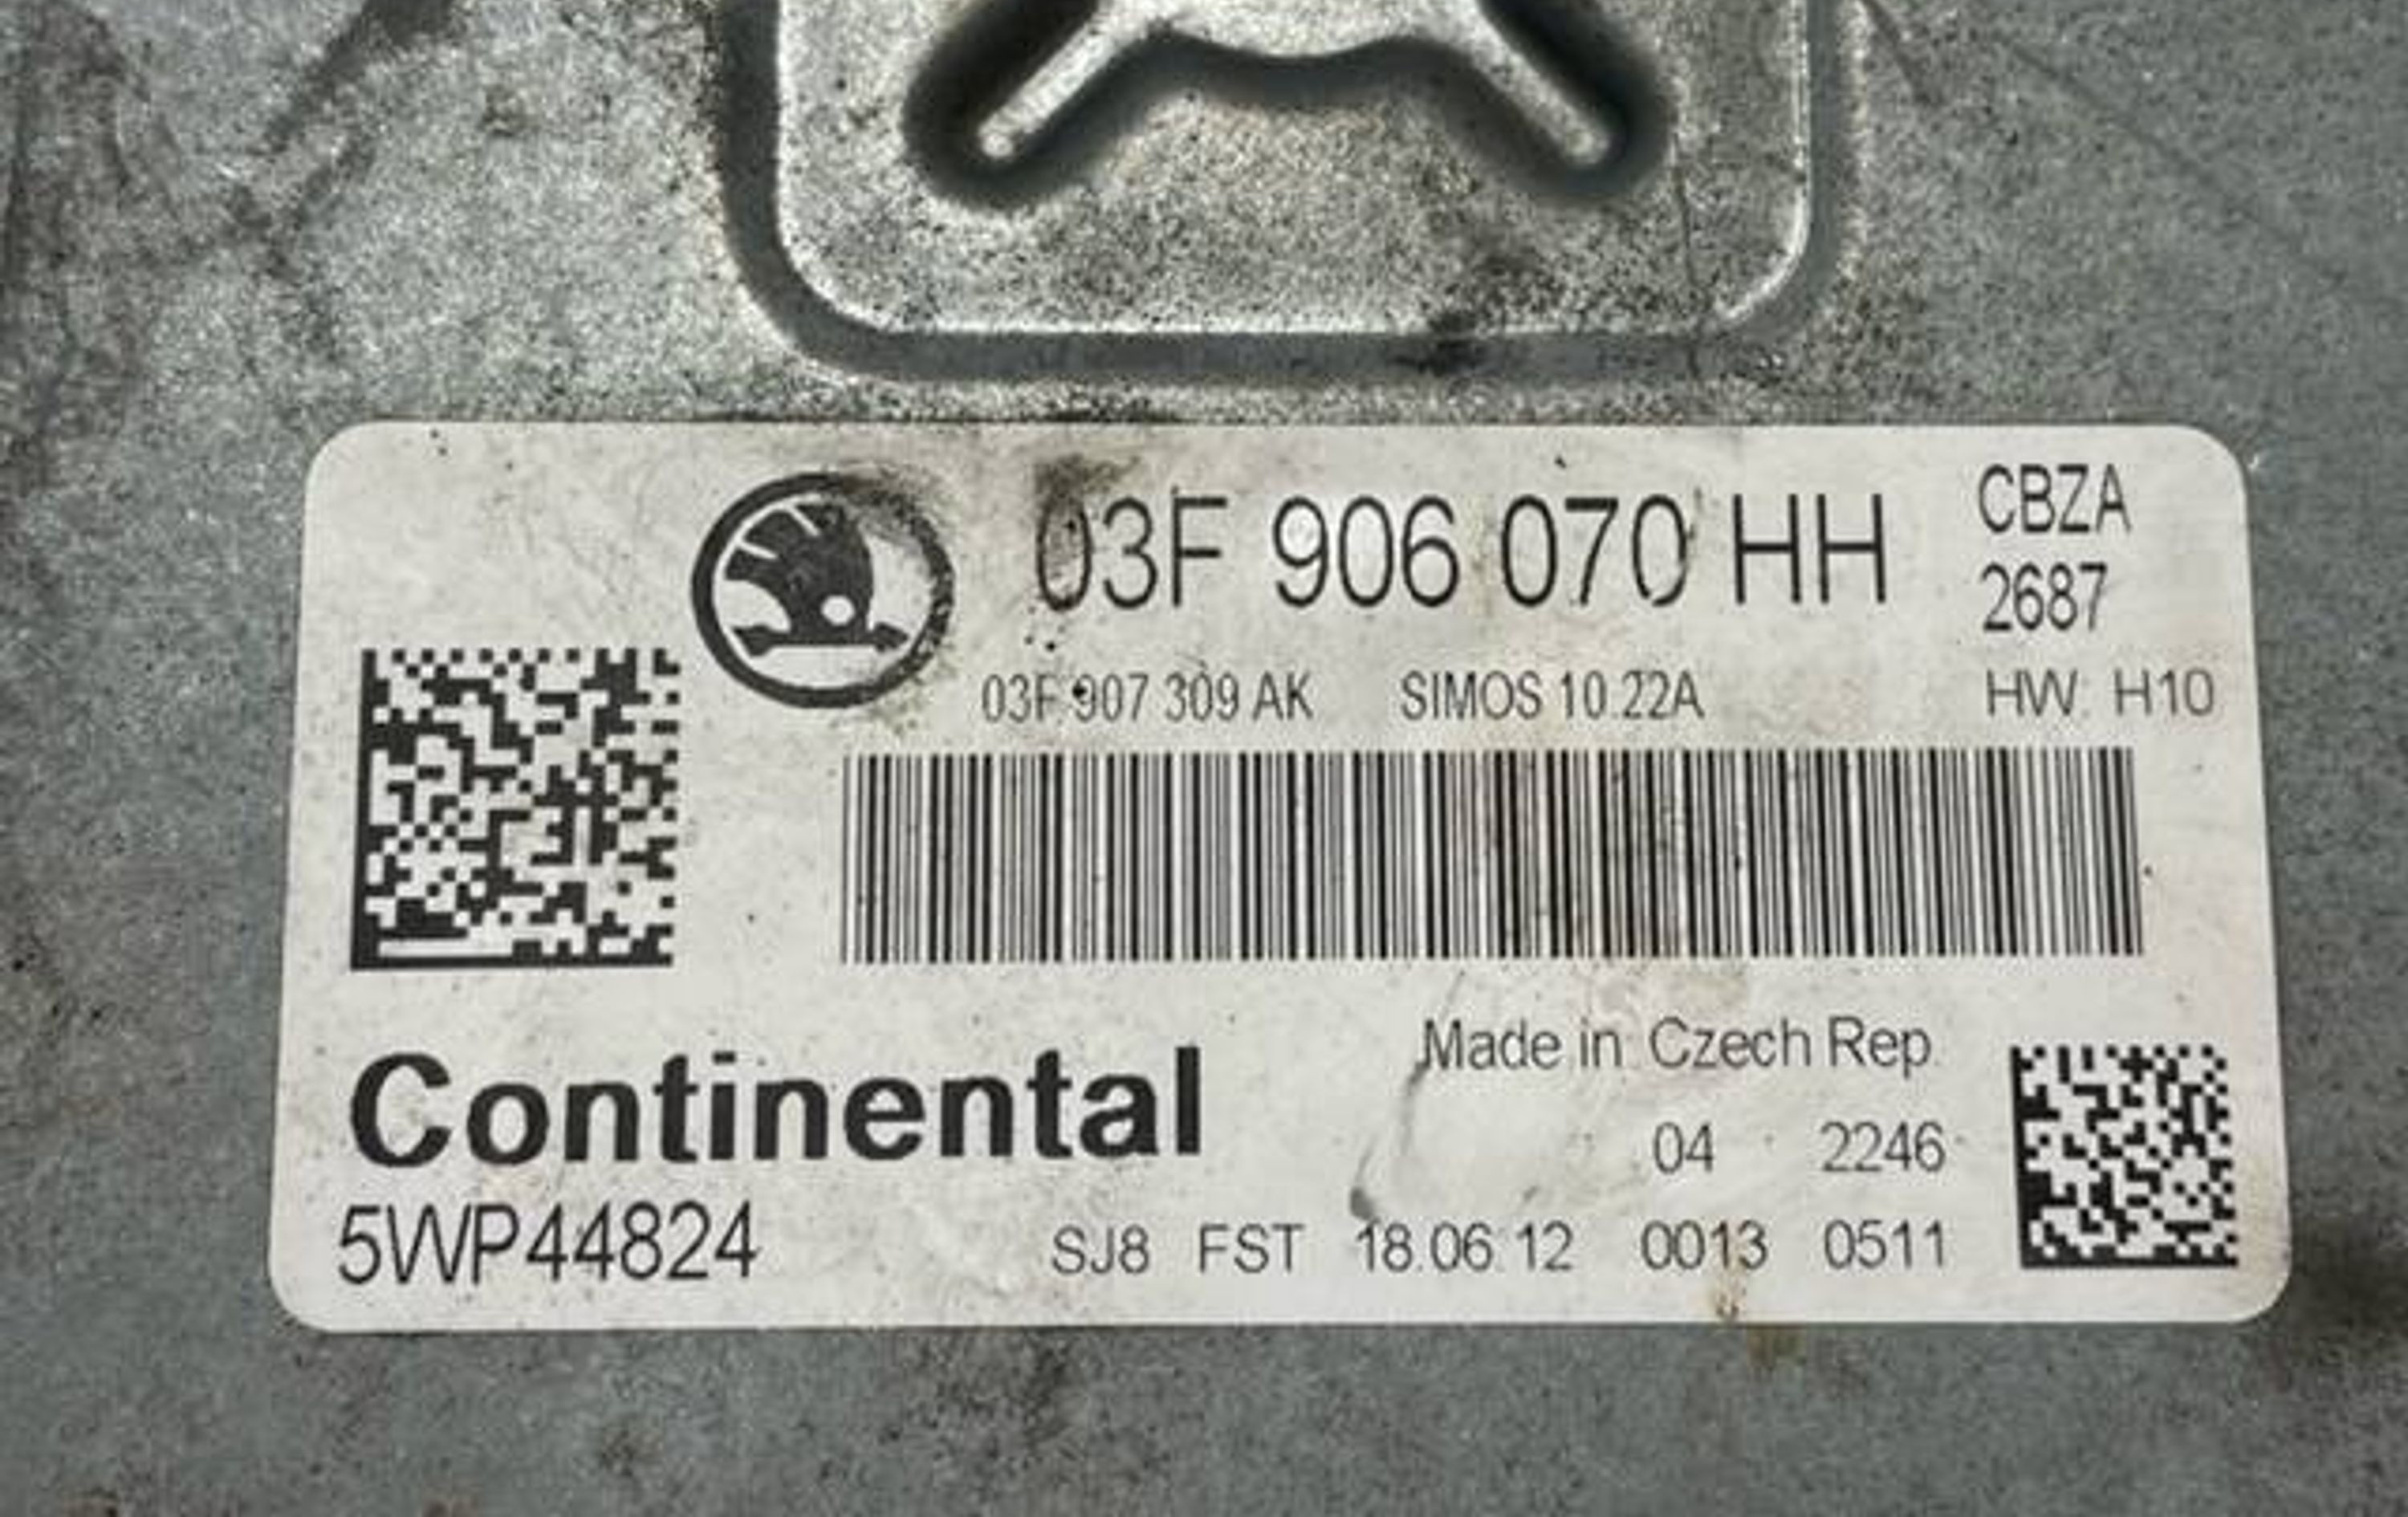 03F 906 070 HH
CBZA
2687
03F 907 309 AK SIMOS 10.22A HW: H10
Continental
Made in Czech Rep.
04 2246
5WP44824
SJ8 FST 18.06.12 0013 0511